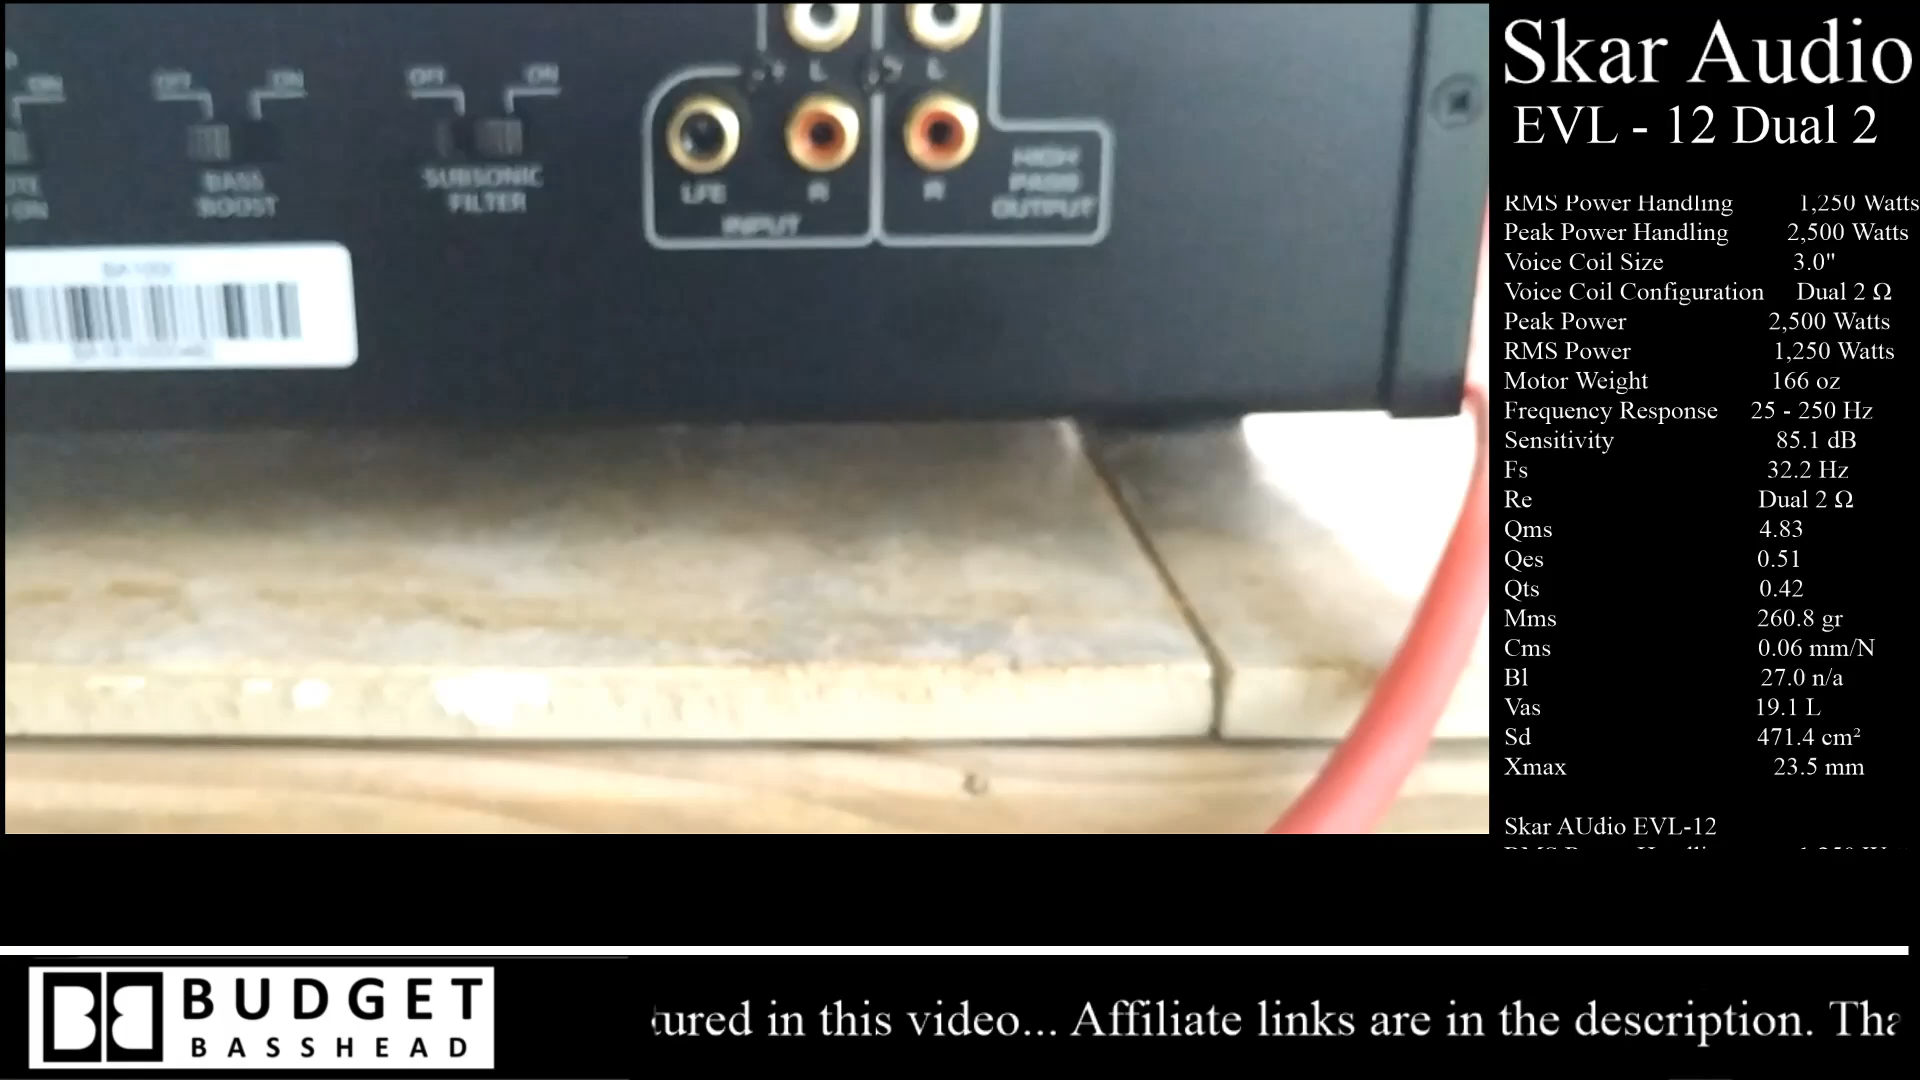 ON
OFF ON
OFF ON
BASS
BOOST
SUBSONIC
FILTER
L L
LFE R R
INPUT
HIGH
PASS
OUTPUT
Skar Audio
EVL - 12 Dual 2
RMS Power Handling 1,250 Watts
Peak Power Handling 2,500 Watts
Voice Coil Size 3.0"
Voice Coil Configuration Dual 2 Ω
Peak Power 2,500 Watts
RMS Power 1,250 Watts
Motor Weight 166 oz
Frequency Response 25 - 250 Hz
Sensitivity 85.1 dB
Fs 32.2 Hz
Re Dual 2 Ω
Qms 4.83
Qes 0.51
Qts 0.42
Mms 260.8 gr
Cms 0.06 mm/N
Bl 27.0 n/a
Vas 19.1 L
Sd 471.4 cm²
Xmax 23.5 mm
Skar AUdio EVL-12
BUDGET
BASSHEAD
tured in this video... Affiliate links are in the description. Tha